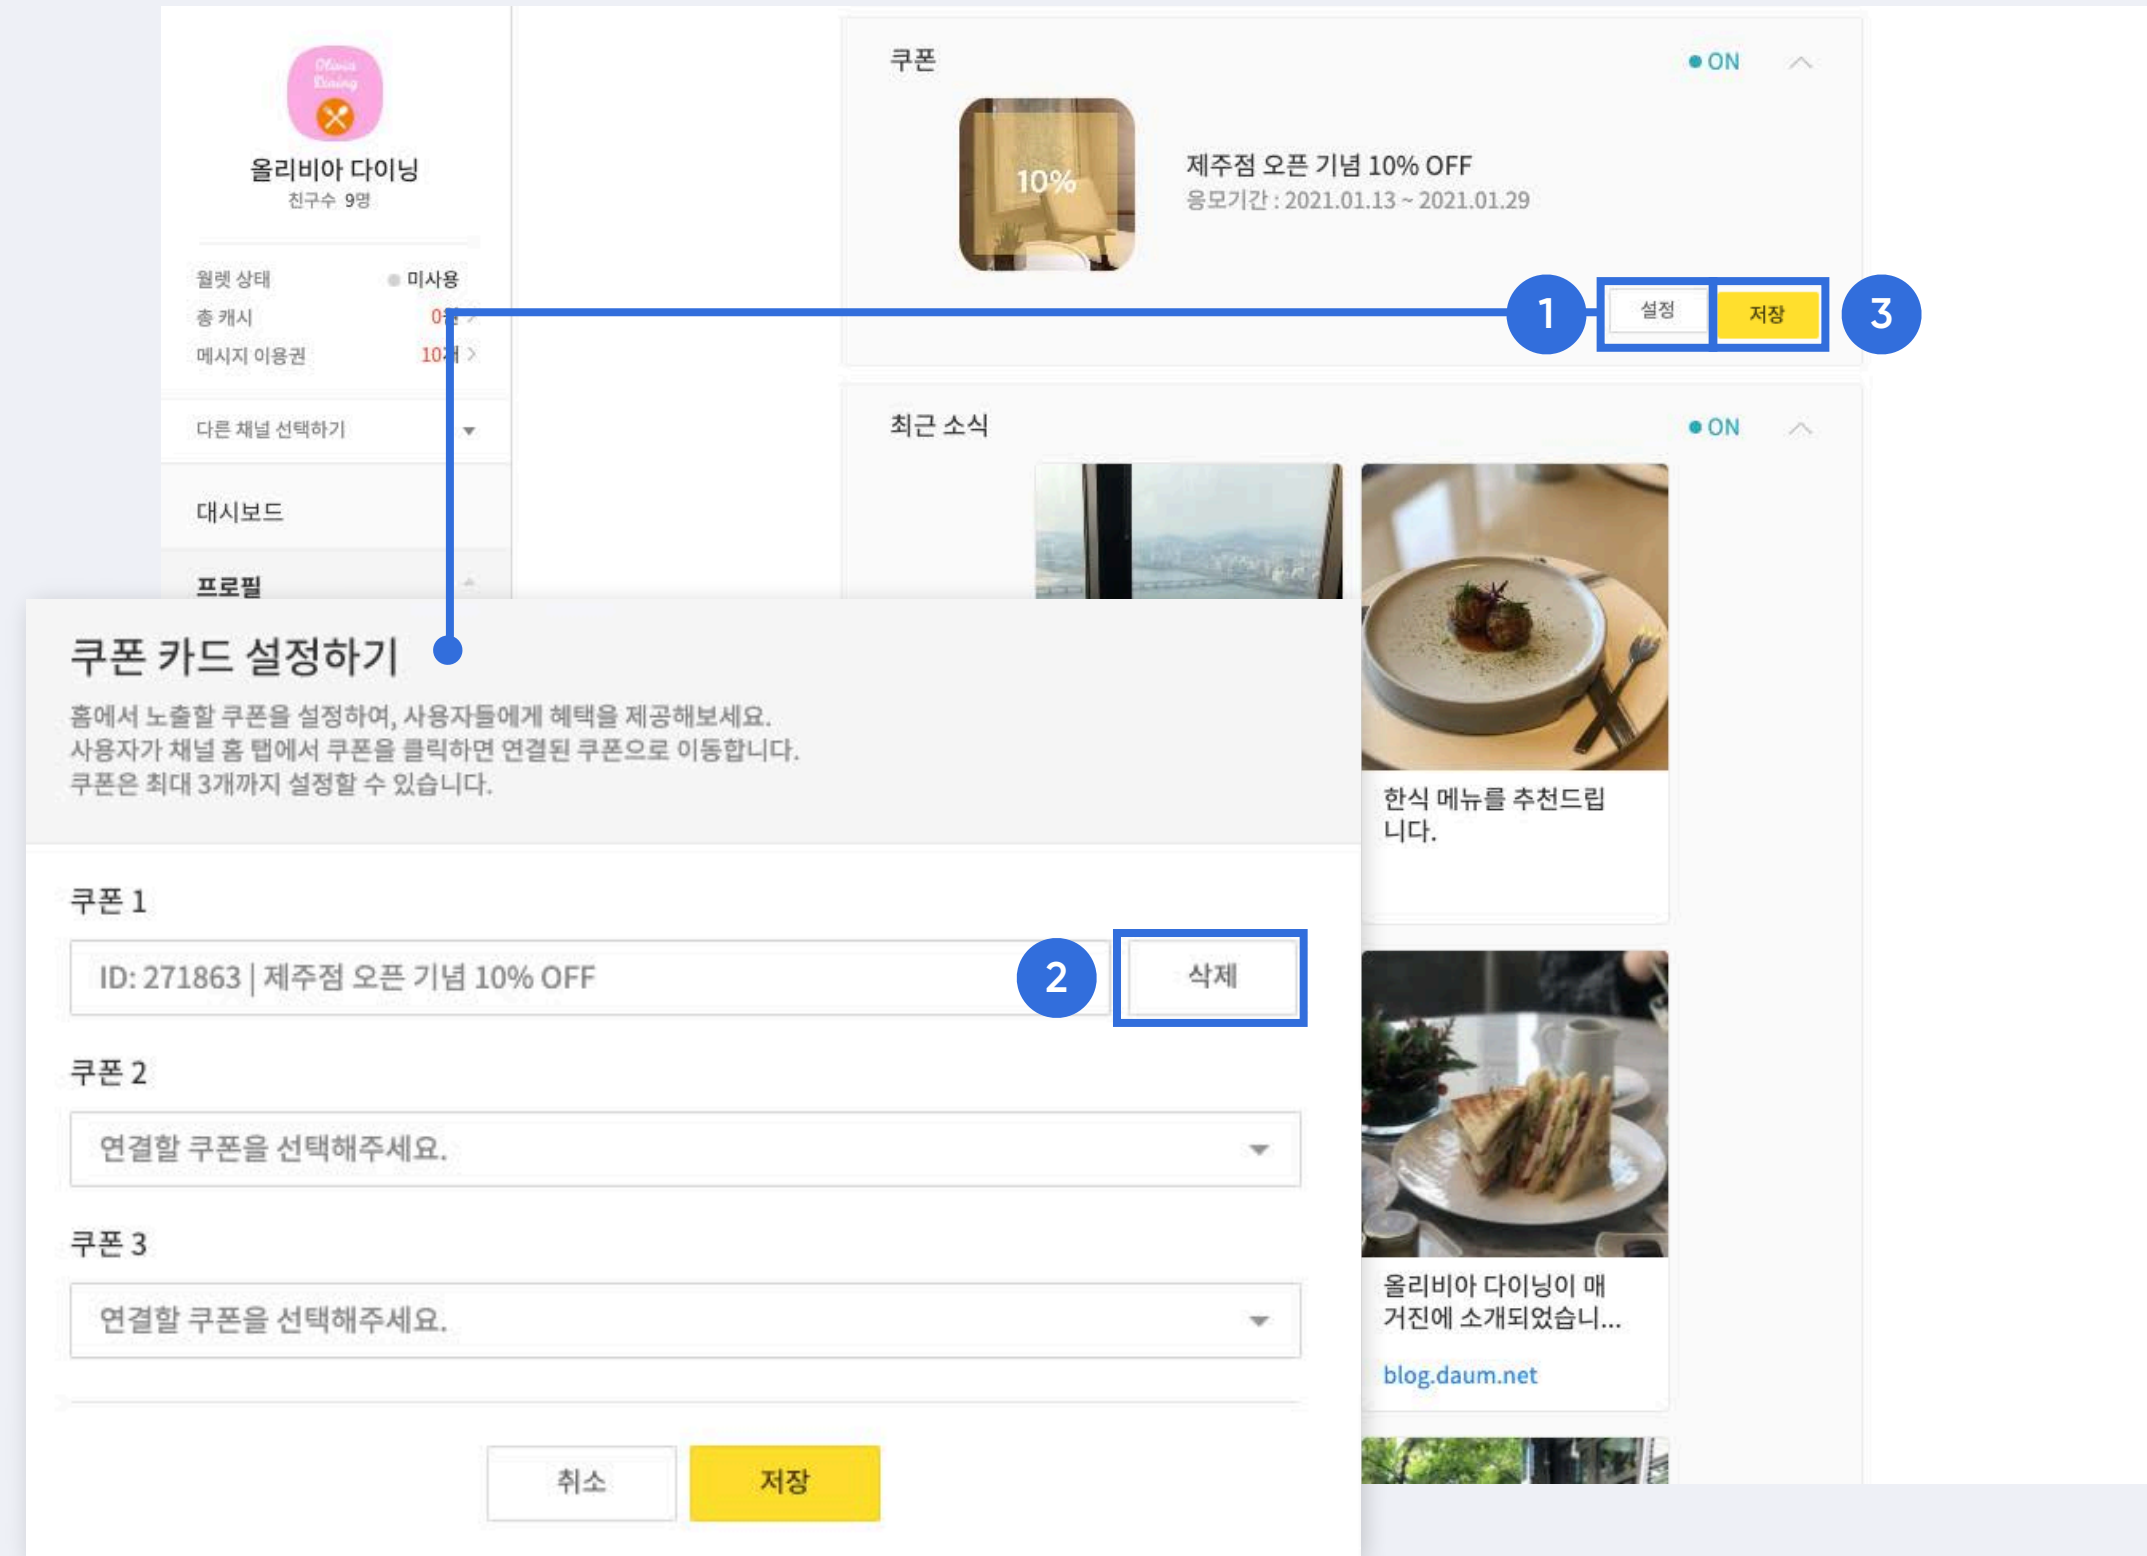 Olivia
Dining
올리비아 다이닝
친구수 9명
월렛 상태
미사용
총 캐시
메시지 이용권
다른 채널 선택하기
대시보드
프로필
쿠폰
ON
10%
제주점 오픈 기념 10% OFF
응모기간 : 2021.01.13 ~ 2021.01.29
1
설정
저장
3
최근 소식
ON
한식 메뉴를 추천드립
니다.
올리비아 다이닝이 매
거진에 소개되었습니...
blog.daum.net
쿠폰 카드 설정하기
홈에서 노출할 쿠폰을 설정하여, 사용자들에게 혜택을 제공해보세요.
사용자가 채널 홈 탭에서 쿠폰을 클릭하면 연결된 쿠폰으로 이동합니다.
쿠폰은 최대 3개까지 설정할 수 있습니다.
쿠폰 1
ID: 271863 | 제주점 오픈 기념 10% OFF
2
삭제
쿠폰 2
연결할 쿠폰을 선택해주세요.
쿠폰 3
연결할 쿠폰을 선택해주세요.
취소
저장